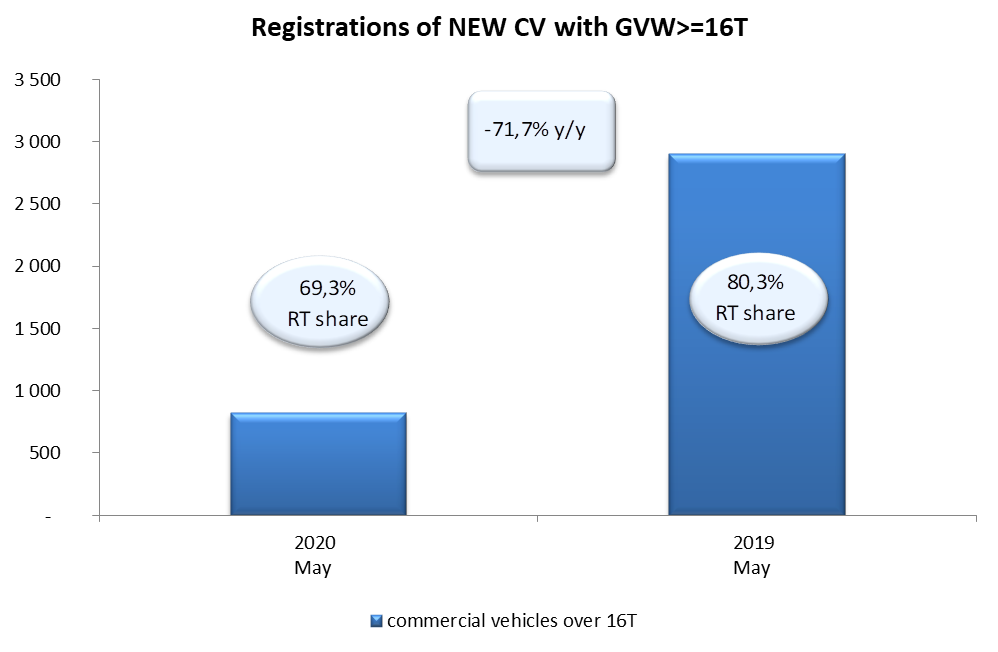 Registrations of NEW CV with GVW>=16T
3 500
3 000
2 500
2 000
1 500
1 000
500
-
-71,7% y/y
69,3%
RT share
80,3%
RT share
2020
May
2019
May
commercial vehicles over 16T